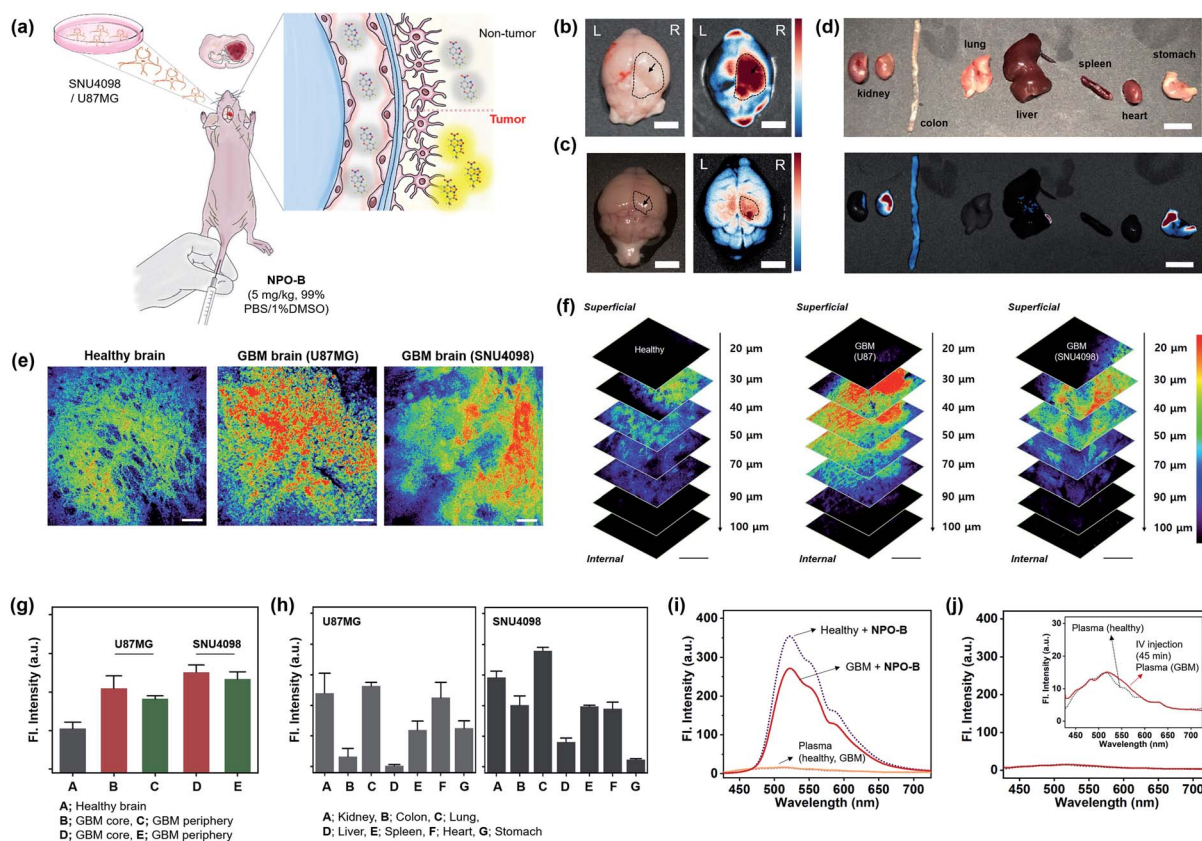 (a)
SNU4098
/ U87MG
Non-tumor
Tumor
NPO-B
(5 mg/kg, 99%
PBS/1%DMSO)
(b)
L R
L R
(c)
L R
(d)
kidney
colon
lung
liver
spleen
heart
stomach
(e)
Healthy brain
GBM brain (U87MG)
GBM brain (SNU4098)
(f)
Superficial
Healthy
20 μm
30 μm
40 μm
50 μm
70 μm
90 μm
100 μm
Internal
Superficial
GBM
(U87)
20 μm
30 μm
40 μm
50 μm
70 μm
90 μm
100 μm
Internal
Superficial
GBM
(SNU4098)
20 μm
30 μm
40 μm
50 μm
70 μm
90 μm
100 μm
Internal
(g)
Fl. Intensity (a.u.)
U87MG
SNU4098
A B C D E
A; Healthy brain
B; GBM core, C; GBM periphery
D; GBM core, E; GBM periphery
(h)
Fl. Intensity (a.u.)
U87MG
SNU4098
A B C D E F G
A B C D E F G
A; Kidney, B; Colon, C; Lung,
D; Liver, E; Spleen, F; Heart, G; Stomach
(i)
Fl. Intensity (a.u.)
400
350
300
250
200
150
100
50
0
Healthy + NPO-B
GBM + NPO-B
Plasma
(healthy, GBM)
450 500 550 600 650 700
Wavelength (nm)
(j)
Fl. Intensity (a.u.)
400
300
200
100
0
Fl. Intensity (a.u.)
30
20
10
0
Plasma (healthy)
IV injection
(45 min)
Plasma (GBM)
450 500 550 600 650 700
Wavelength (nm)
450 500 550 600 650 700
Wavelength (nm)